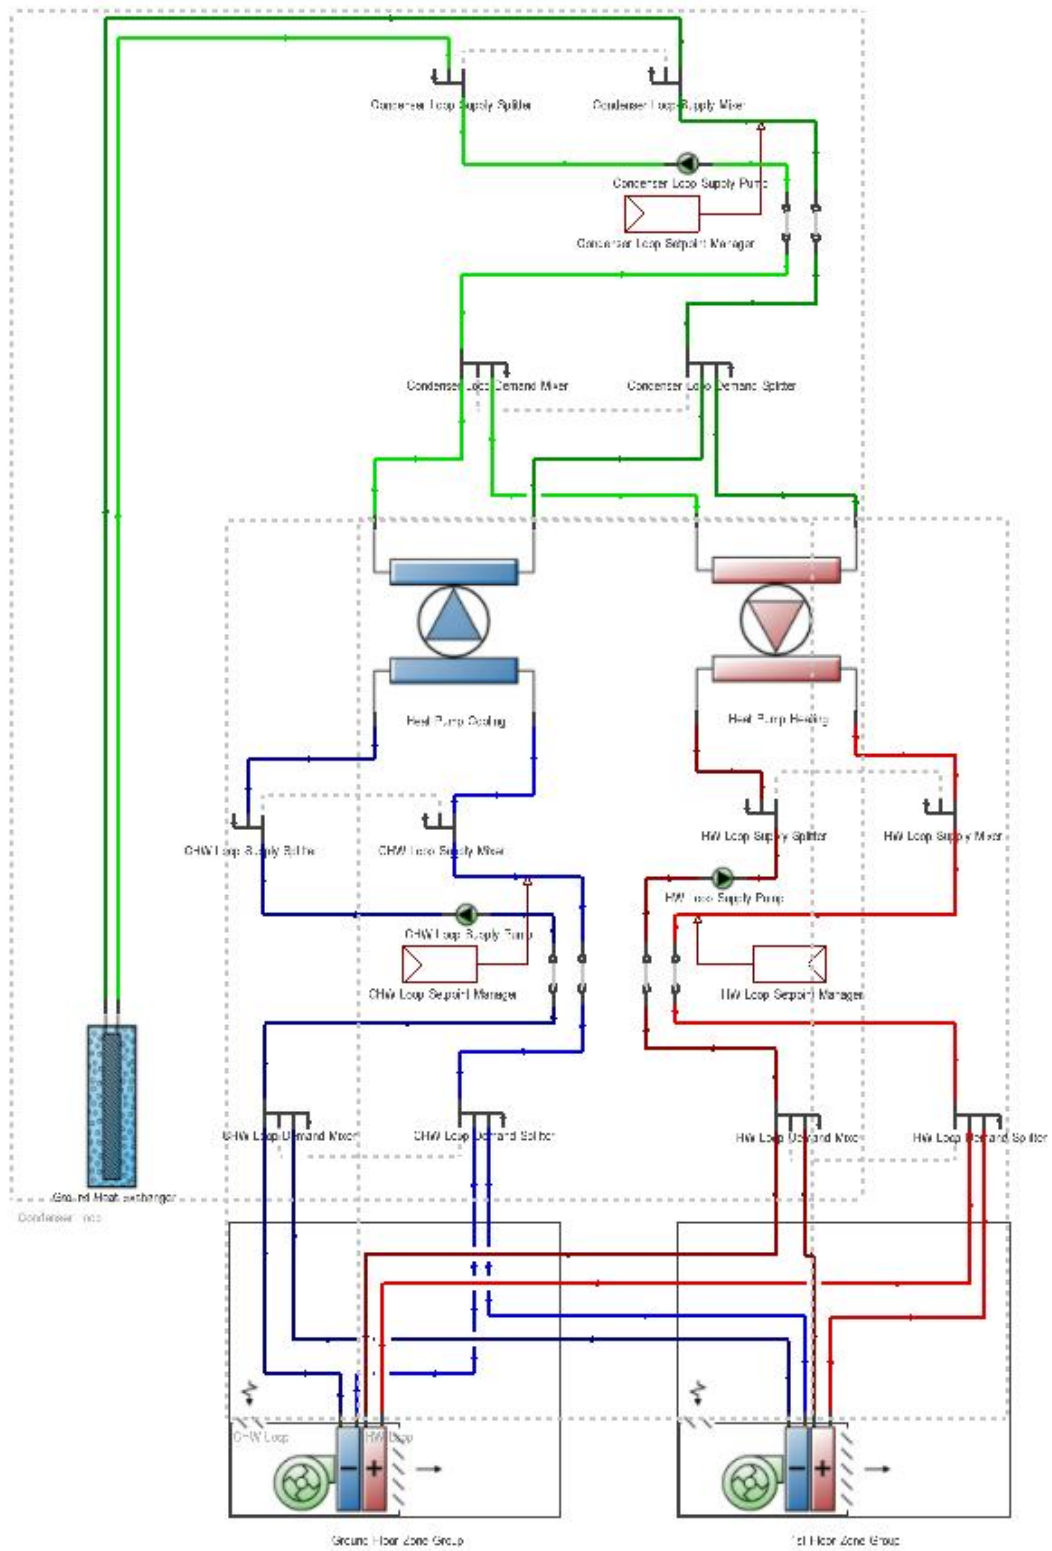 Condenser Loop Supply Splitter
Condenser Loop Supply Mixer
Condenser Loop Supply Pump
Condenser Loop Setpoint Manager
Condenser Loop Demand Mixer
Condenser Loop Demand Splitter
Heat Pump Cooling
Heat Pump Heating
CHW Loop Supply Splitter
CHW Loop Supply Mixer
HW Loop Supply Splitter
HW Loop Supply Mixer
HW Loop Supply Pump
CHW Loop Supply Pump
CHW Loop Setpoint Manager
HW Loop Setpoint Manager
CHW Loop Demand Mixer
CHW Loop Demand Splitter
HW Loop Demand Mixer
HW Loop Demand Splitter
Ground Heat Exchanger
Condenser Loop
CHW Loop
HW Loop
− +
− +
Ground Floor Zone Group
1st Floor Zone Group